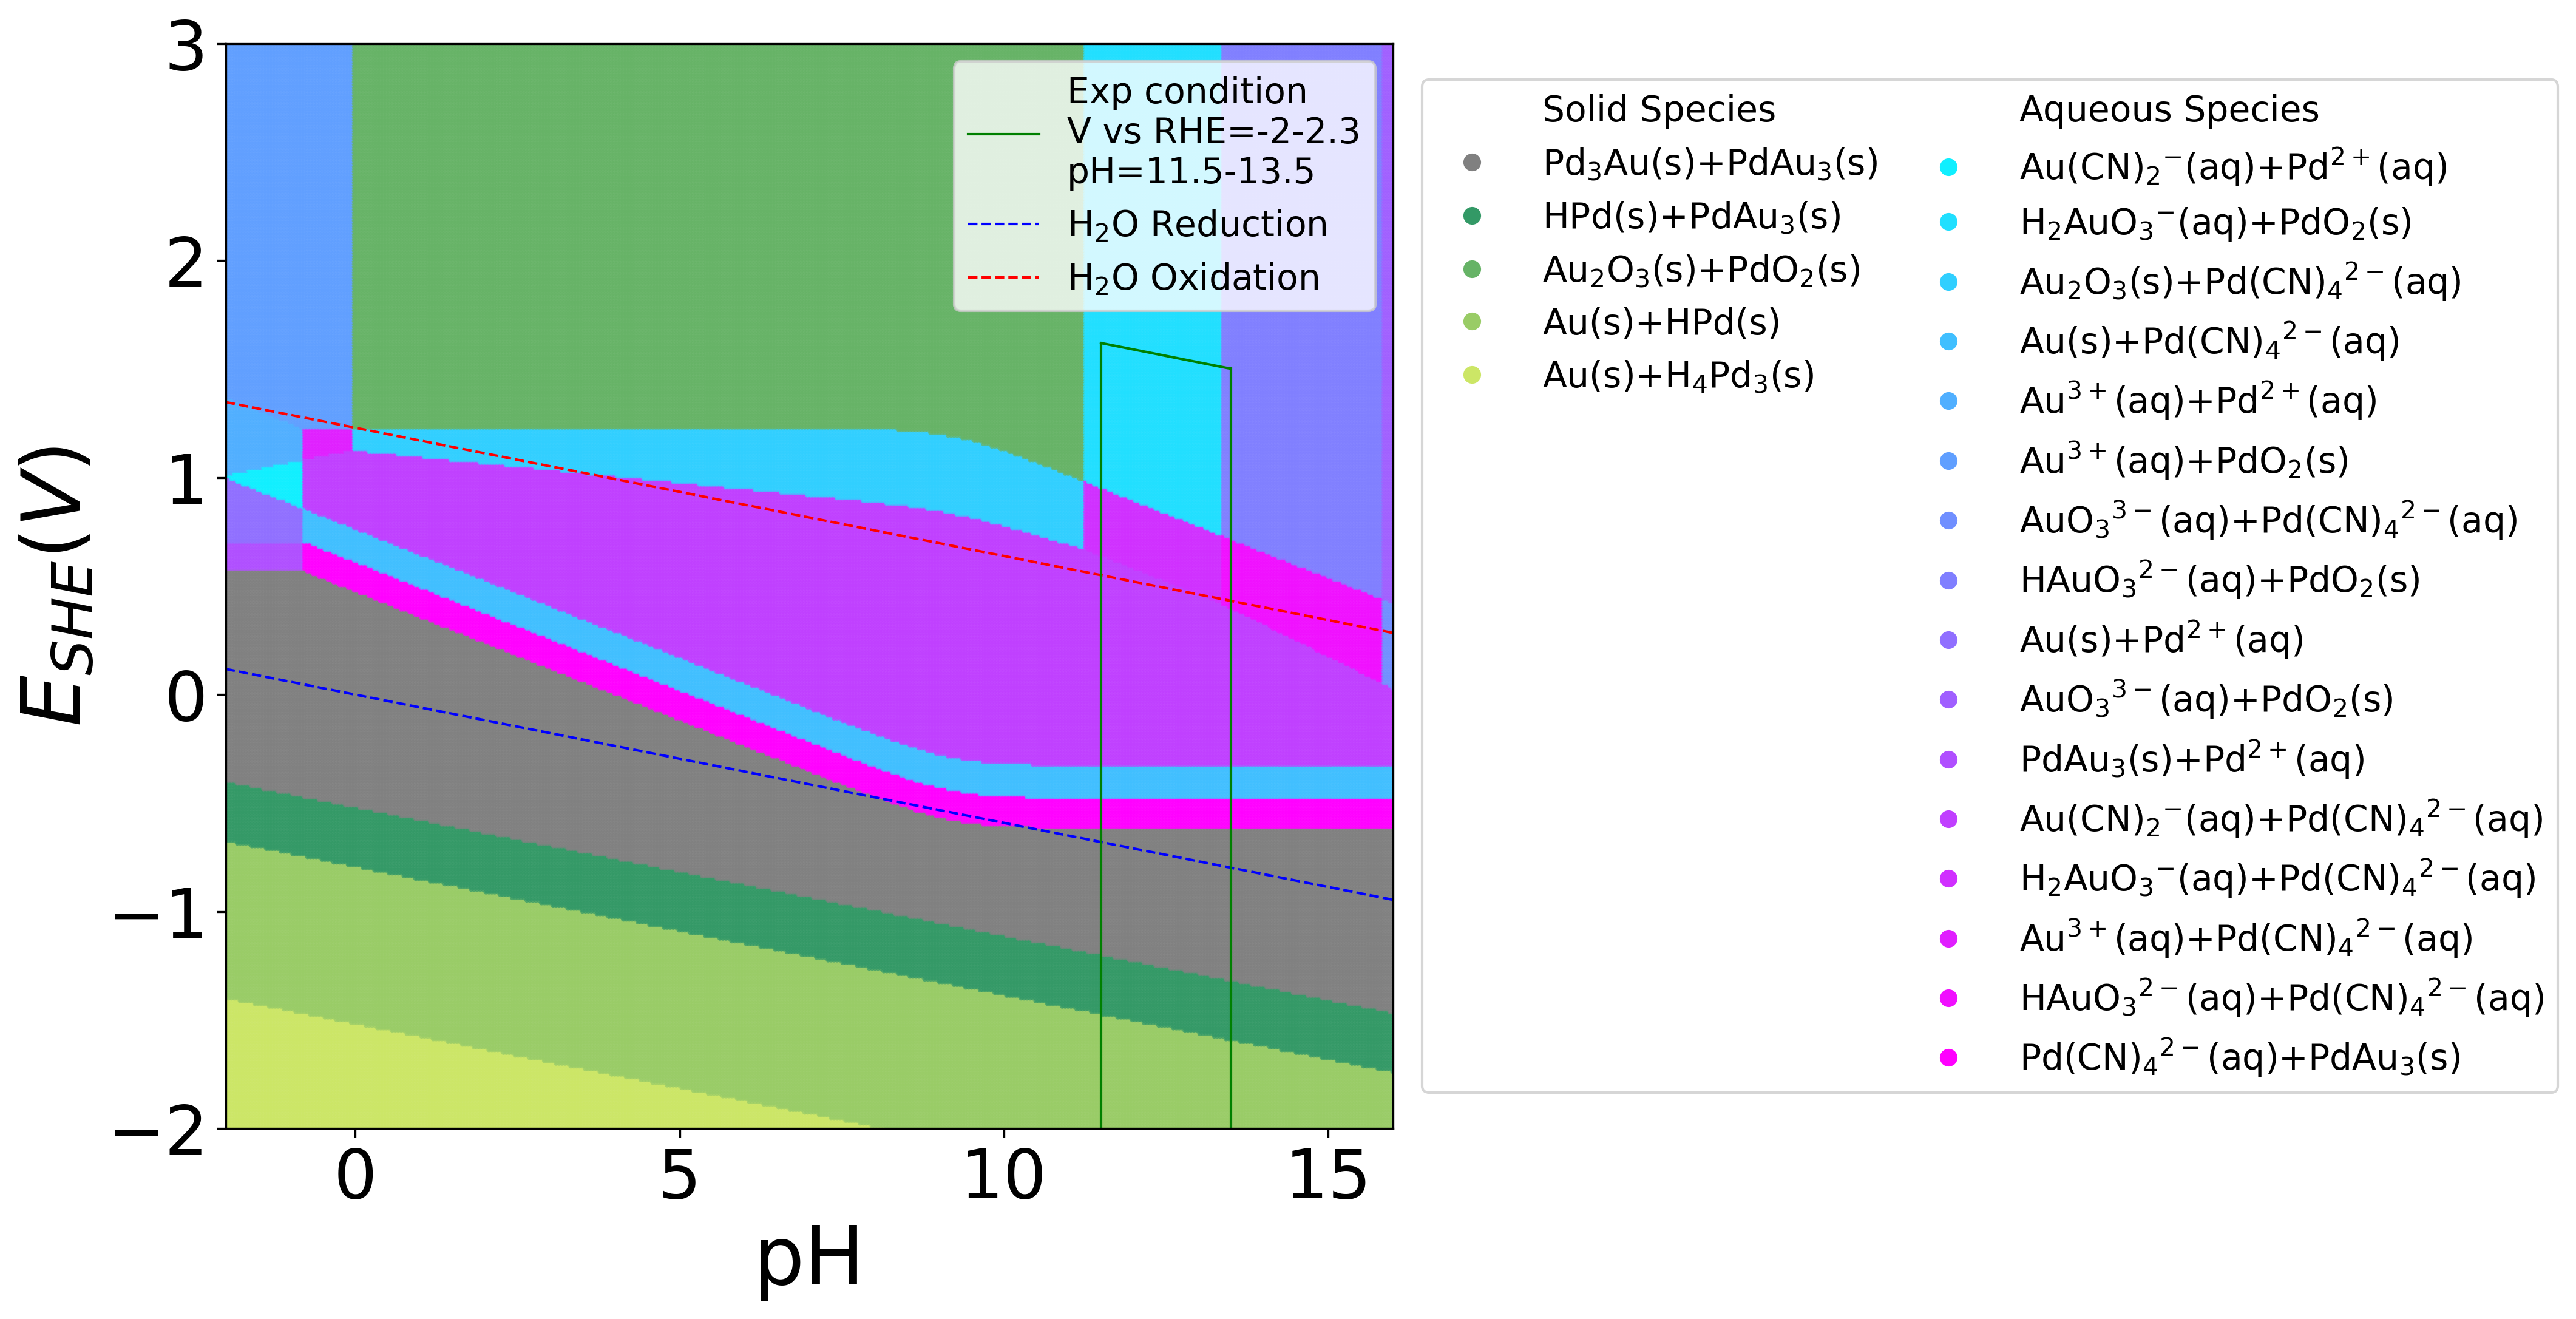 3
2
1
0
−1
−2
E_SHE(V)
0
5
10
15
pH
Exp condition
V vs RHE=-2-2.3
pH=11.5-13.5
H₂O Reduction
H₂O Oxidation
Solid Species
Pd₃Au(s)+PdAu₃(s)
HPd(s)+PdAu₃(s)
Au₂O₃(s)+PdO₂(s)
Au(s)+HPd(s)
Au(s)+H₄Pd₃(s)
Aqueous Species
Au(CN)₂⁻(aq)+Pd²⁺(aq)
H₂AuO₃⁻(aq)+PdO₂(s)
Au₂O₃(s)+Pd(CN)₄²⁻(aq)
Au(s)+Pd(CN)₄²⁻(aq)
Au³⁺(aq)+Pd²⁺(aq)
Au³⁺(aq)+PdO₂(s)
AuO₃³⁻(aq)+Pd(CN)₄²⁻(aq)
HAuO₃²⁻(aq)+PdO₂(s)
Au(s)+Pd²⁺(aq)
AuO₃³⁻(aq)+PdO₂(s)
PdAu₃(s)+Pd²⁺(aq)
Au(CN)₂⁻(aq)+Pd(CN)₄²⁻(aq)
H₂AuO₃⁻(aq)+Pd(CN)₄²⁻(aq)
Au³⁺(aq)+Pd(CN)₄²⁻(aq)
HAuO₃²⁻(aq)+Pd(CN)₄²⁻(aq)
Pd(CN)₄²⁻(aq)+PdAu₃(s)